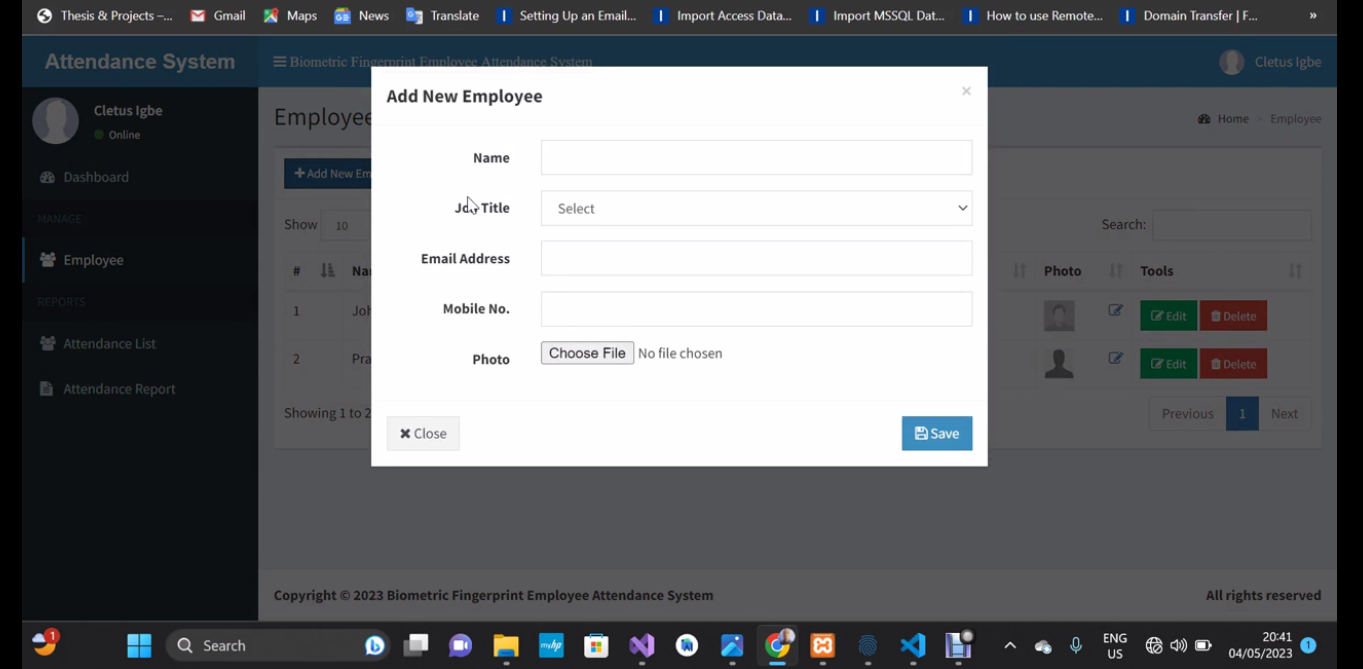 Thesis & Projects –...
Gmail
Maps
News
Translate
Setting Up an Email...
Import Access Data...
Import MSSQL Dat...
How to use Remote...
Domain Transfer | F...
»
Attendance System
Biometric Fingerprint Employee Attendance System
Cletus Igbe
Cletus Igbe
Online
Dashboard
MANAGE
Employee
REPORTS
Attendance List
Attendance Report
Employee
Home > Employee
+ Add New Em
Show 10
Search:
# Na
Photo
Tools
1 Joh
Edit Delete
2 Pra
Edit Delete
Showing 1 to 2
Previous 1 Next
Add New Employee
×
Name
Job Title Select
Email Address
Mobile No.
Photo Choose File No file chosen
Close
Save
Copyright © 2023 Biometric Fingerprint Employee Attendance System
All rights reserved
1
Search
myhp
ENG
US
20:41
04/05/2023
1